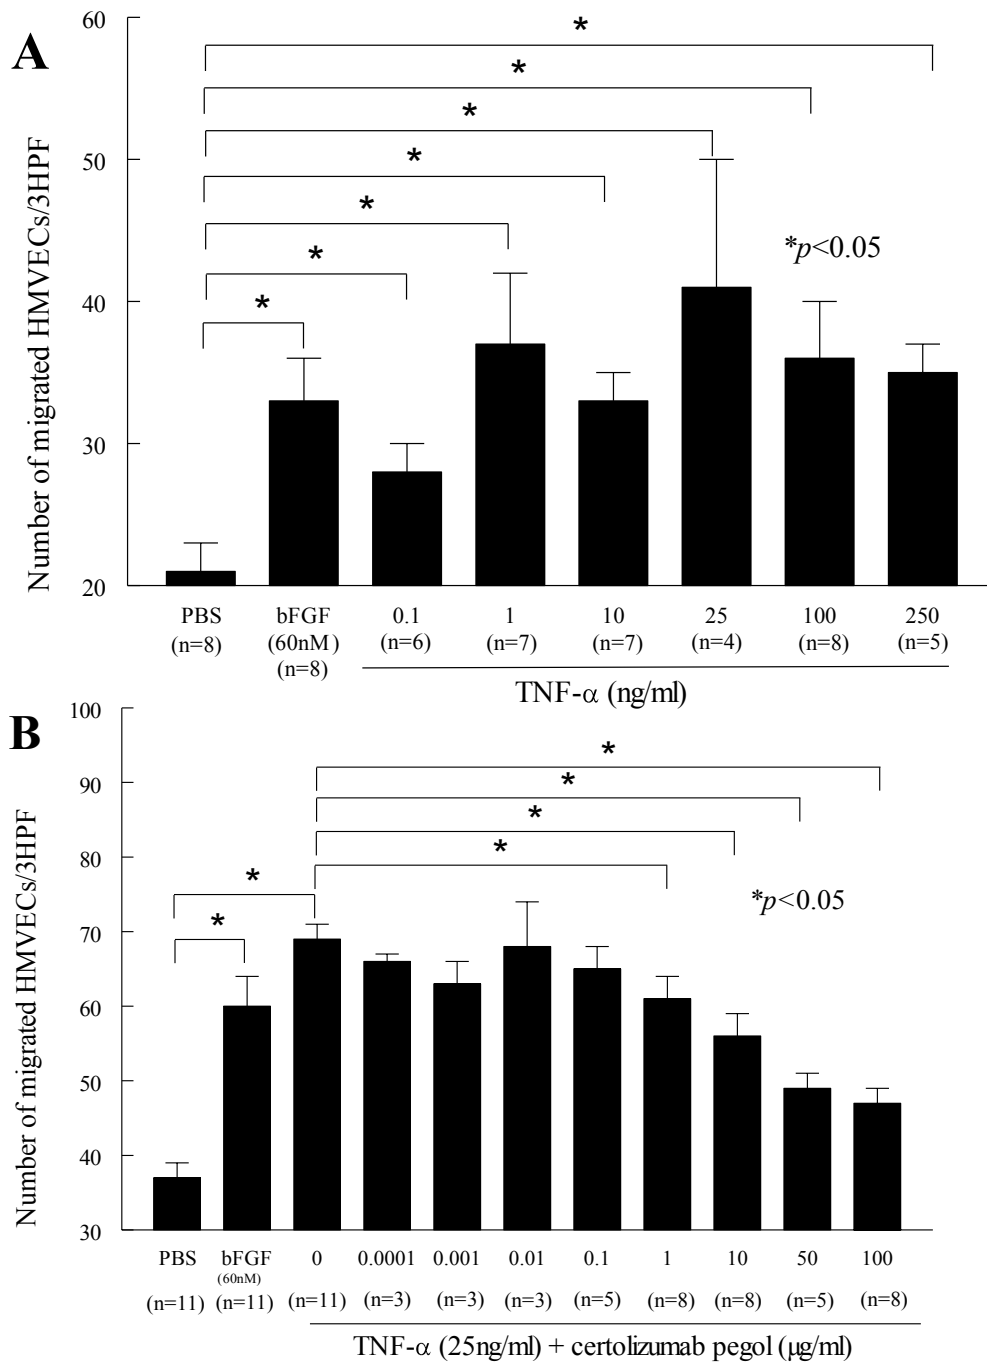 A
Number of migrated HMVECs/3HPF
60
50
40
30
20
*
*
*
*
*
*
*
*p<0.05
PBS bFGF 0.1 1 10 25 100 250
(n=8) (60nM) (n=6) (n=7) (n=7) (n=4) (n=8) (n=5)
(n=8)
TNF-α (ng/ml)
B
Number of migrated HMVECs/3HPF
100
90
80
70
60
50
40
30
*
*
*
*
*
*
*p<0.05
PBS bFGF 0 0.0001 0.001 0.01 0.1 1 10 50 100
(60nM)
(n=11) (n=11) (n=11) (n=3) (n=3) (n=3) (n=5) (n=8) (n=8) (n=5) (n=8)
TNF-α (25ng/ml) + certolizumab pegol (μg/ml)